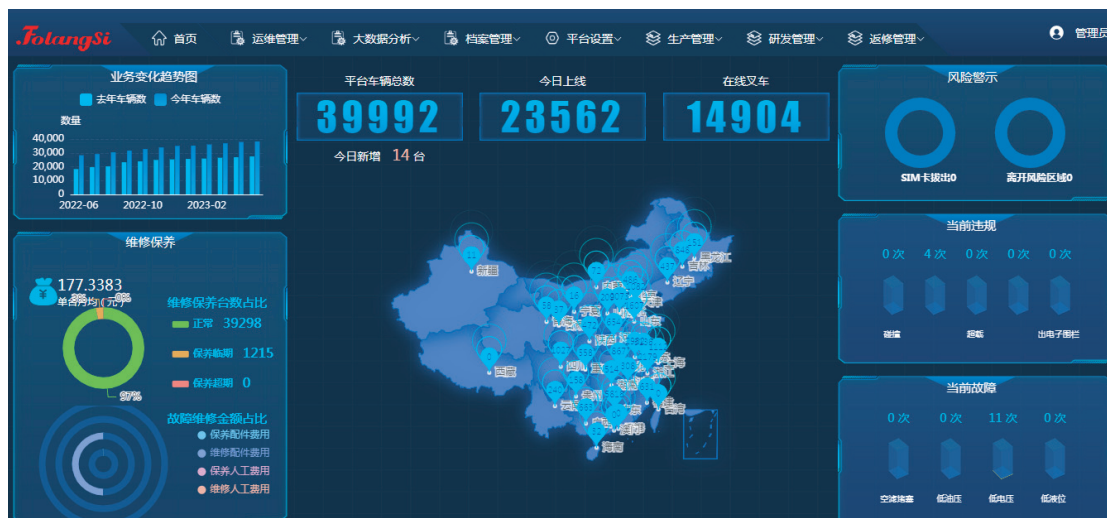 FolangSi
首页
运维管理
大数据分析
档案管理
平台设置
生产管理
研发管理
返修管理
管理员
业务变化趋势图
去年车辆数
今年车辆数
数量
40,000
30,000
20,000
10,000
0
2022-06
2022-10
2023-02
平台车辆总数
今日上线
在线叉车
39992
23562
14904
今日新增 14 台
风险警示
SIM卡拔出0
离开风险区域0
维修保养
177.3383
单台月均(元)
维修保养台数占比
正常 39298
保养临期 1215
保养超期 0
97%
故障维修金额占比
保养配件费用
维修配件费用
保养人工费用
维修人工费用
新疆
西藏
黑龙江
吉林
辽宁
宁夏
海南
当前违规
0 次
4 次
0 次
0 次
0 次
碰撞
超载
出电子围栏
当前故障
0 次
0 次
11 次
0 次
空滤堵塞
低油压
低电压
低液位